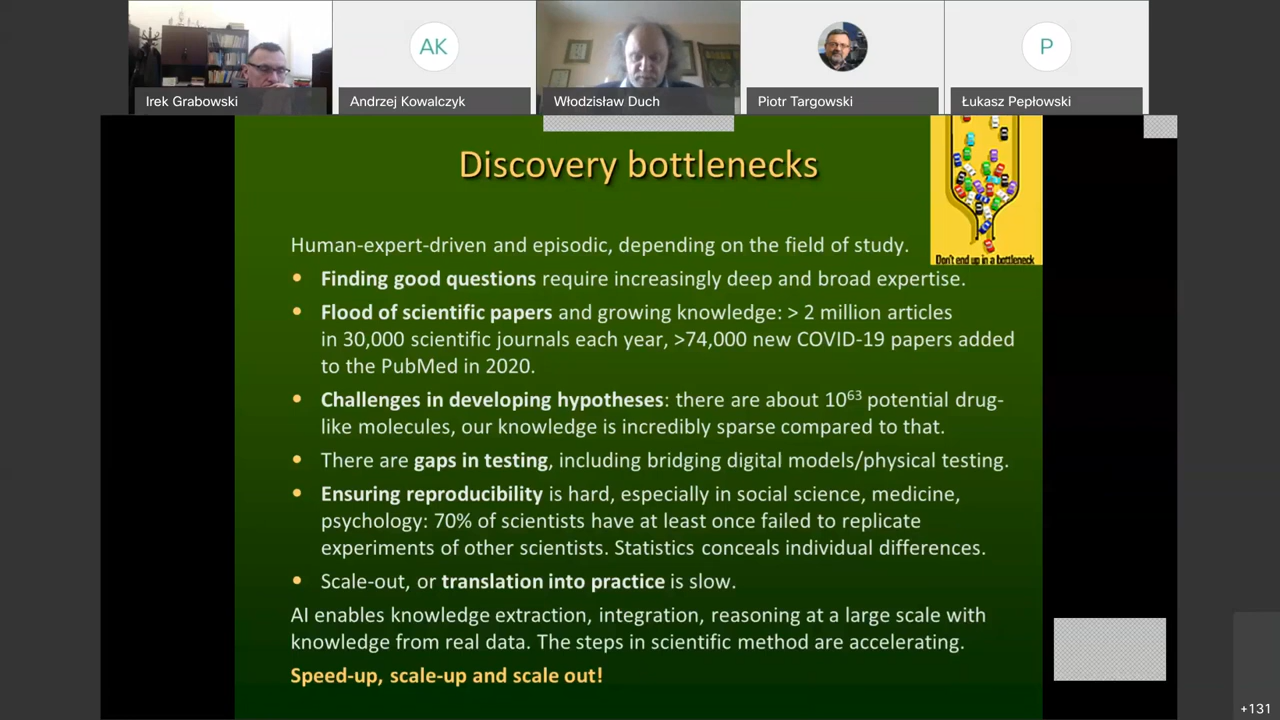 AK
P
Irek Grabowski
Andrzej Kowalczyk
Włodzisław Duch
Piotr Targowski
Łukasz Pepłowski
Discovery bottlenecks
Don't end up in a bottleneck
Human-expert-driven and episodic, depending on the field of study.
• Finding good questions require increasingly deep and broad expertise.
• Flood of scientific papers and growing knowledge: > 2 million articles
in 30,000 scientific journals each year, >74,000 new COVID-19 papers added
to the PubMed in 2020.
• Challenges in developing hypotheses: there are about 10⁶³ potential drug-
like molecules, our knowledge is incredibly sparse compared to that.
• There are gaps in testing, including bridging digital models/physical testing.
• Ensuring reproducibility is hard, especially in social science, medicine,
psychology: 70% of scientists have at least once failed to replicate
experiments of other scientists. Statistics conceals individual differences.
• Scale-out, or translation into practice is slow.
AI enables knowledge extraction, integration, reasoning at a large scale with
knowledge from real data. The steps in scientific method are accelerating.
Speed-up, scale-up and scale out!
+131